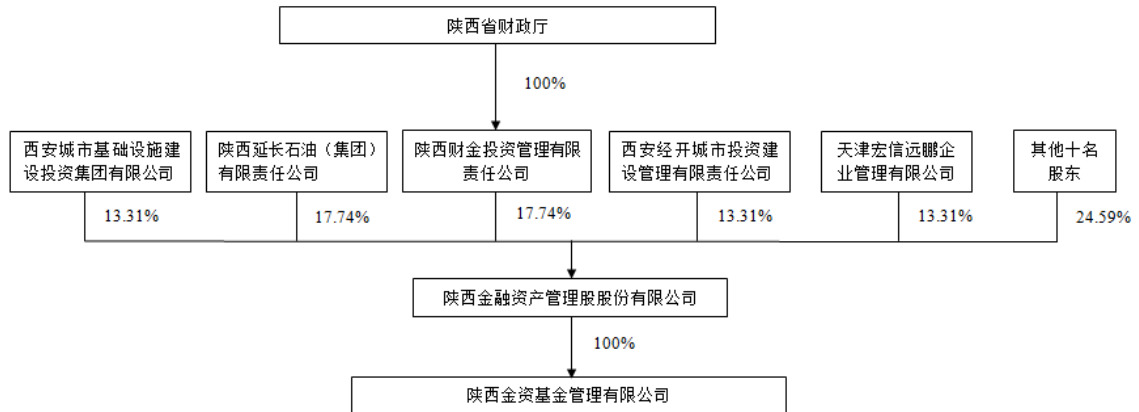 陕西省财政厅
100%
西安城市基础设施建
设投资集团有限公司
陕西延长石油（集团）
有限责任公司
陕西财金投资管理有限
责任公司
西安经开城市投资建
设管理有限责任公司
天津宏信远鹏企
业管理有限公司
其他十名
股东
13.31%
17.74%
17.74%
13.31%
13.31%
24.59%
陕西金融资产管理股股份有限公司
100%
陕西金资基金管理有限公司